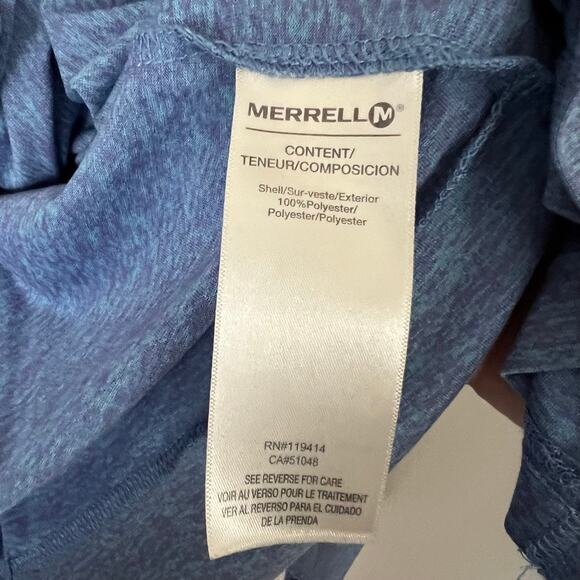 MERRELL M®
CONTENT/
TENEUR/COMPOSICION
Shell/Sur-veste/Exterior
100%Polyester/
Polyester/Polyester
RN#119414
CA#51048
SEE REVERSE FOR CARE
VOIR AU VERSO POUR LE TRAITEMENT
VER AL REVERSO PARA EL CUIDADO
DE LA PRENDA